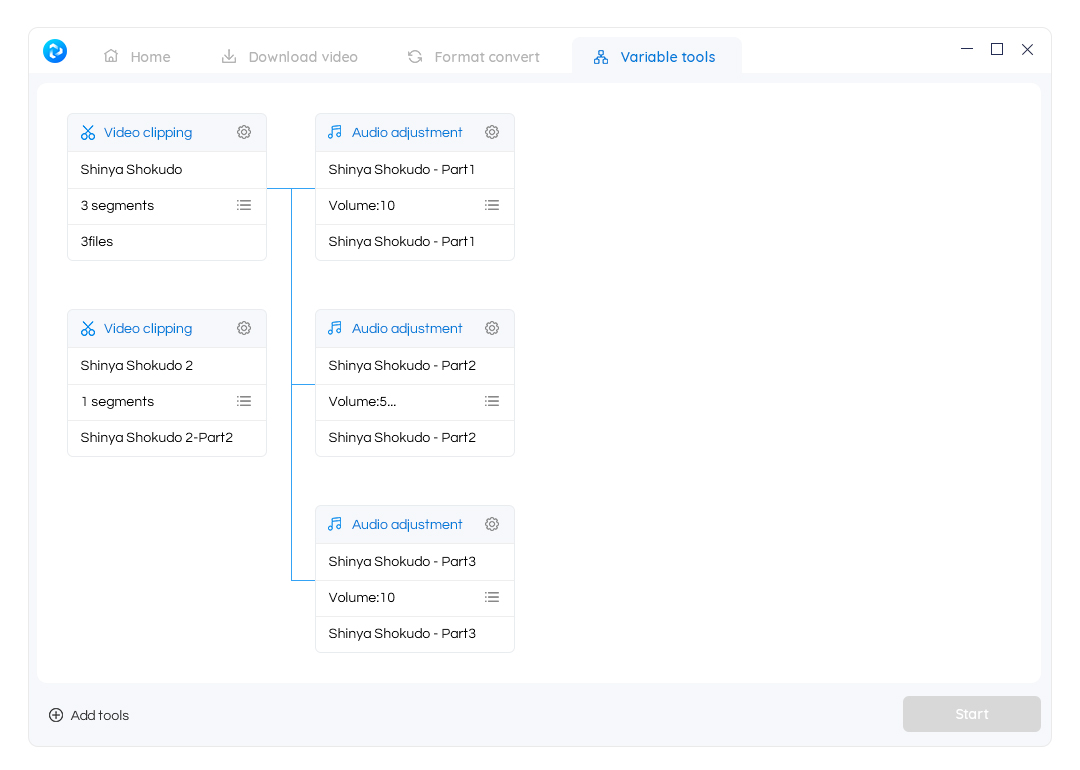 Home
Download video
Format convert
Variable tools
Video clipping
Shinya Shokudo
3 segments
3files
Audio adjustment
Shinya Shokudo - Part1
Volume:10
Shinya Shokudo - Part1
Video clipping
Shinya Shokudo 2
1 segments
Shinya Shokudo 2-Part2
Audio adjustment
Shinya Shokudo - Part2
Volume:5...
Shinya Shokudo - Part2
Audio adjustment
Shinya Shokudo - Part3
Volume:10
Shinya Shokudo - Part3
Add tools
Start